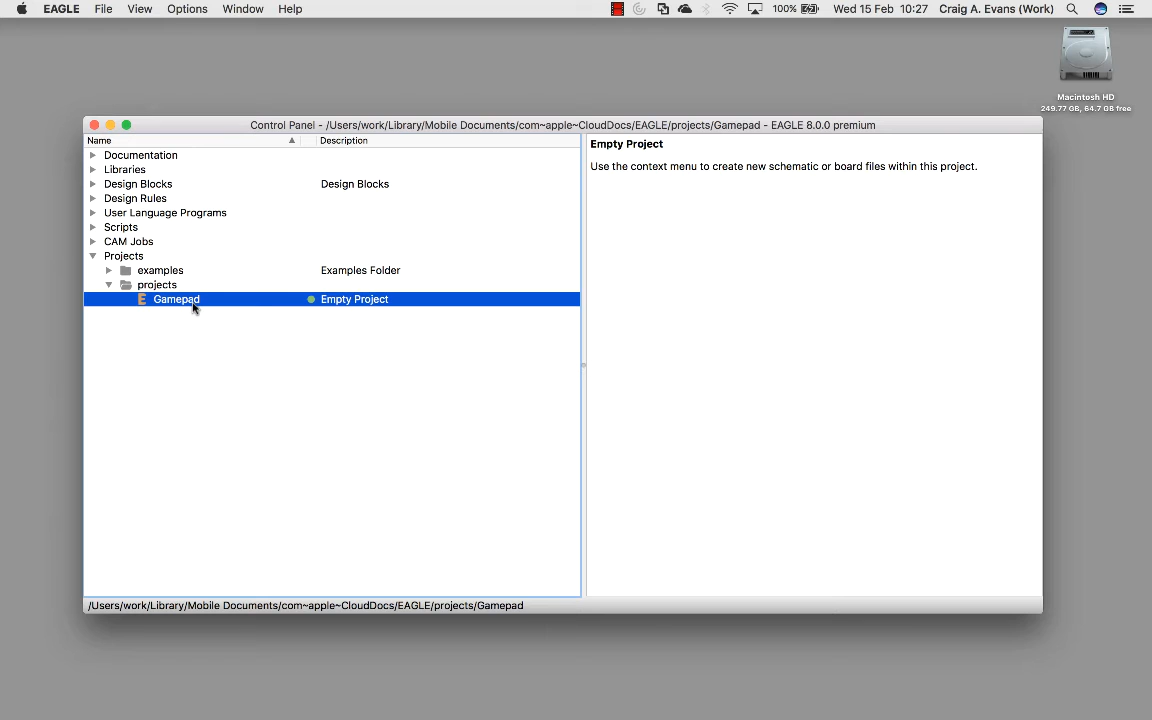 EAGLE File View Options Window Help 100% Wed 15 Feb 10:27 Craig A. Evans (Work)
Macintosh HD
249.77 GB, 64.7 GB free
Control Panel - /Users/work/Library/Mobile Documents/com~apple~CloudDocs/EAGLE/projects/Gamepad - EAGLE 8.0.0 premium
Name Description
Documentation
Libraries
Design Blocks Design Blocks
Design Rules
User Language Programs
Scripts
CAM Jobs
Projects
examples Examples Folder
projects
Gamepad Empty Project
Empty Project
Use the context menu to create new schematic or board files within this project.
/Users/work/Library/Mobile Documents/com~apple~CloudDocs/EAGLE/projects/Gamepad